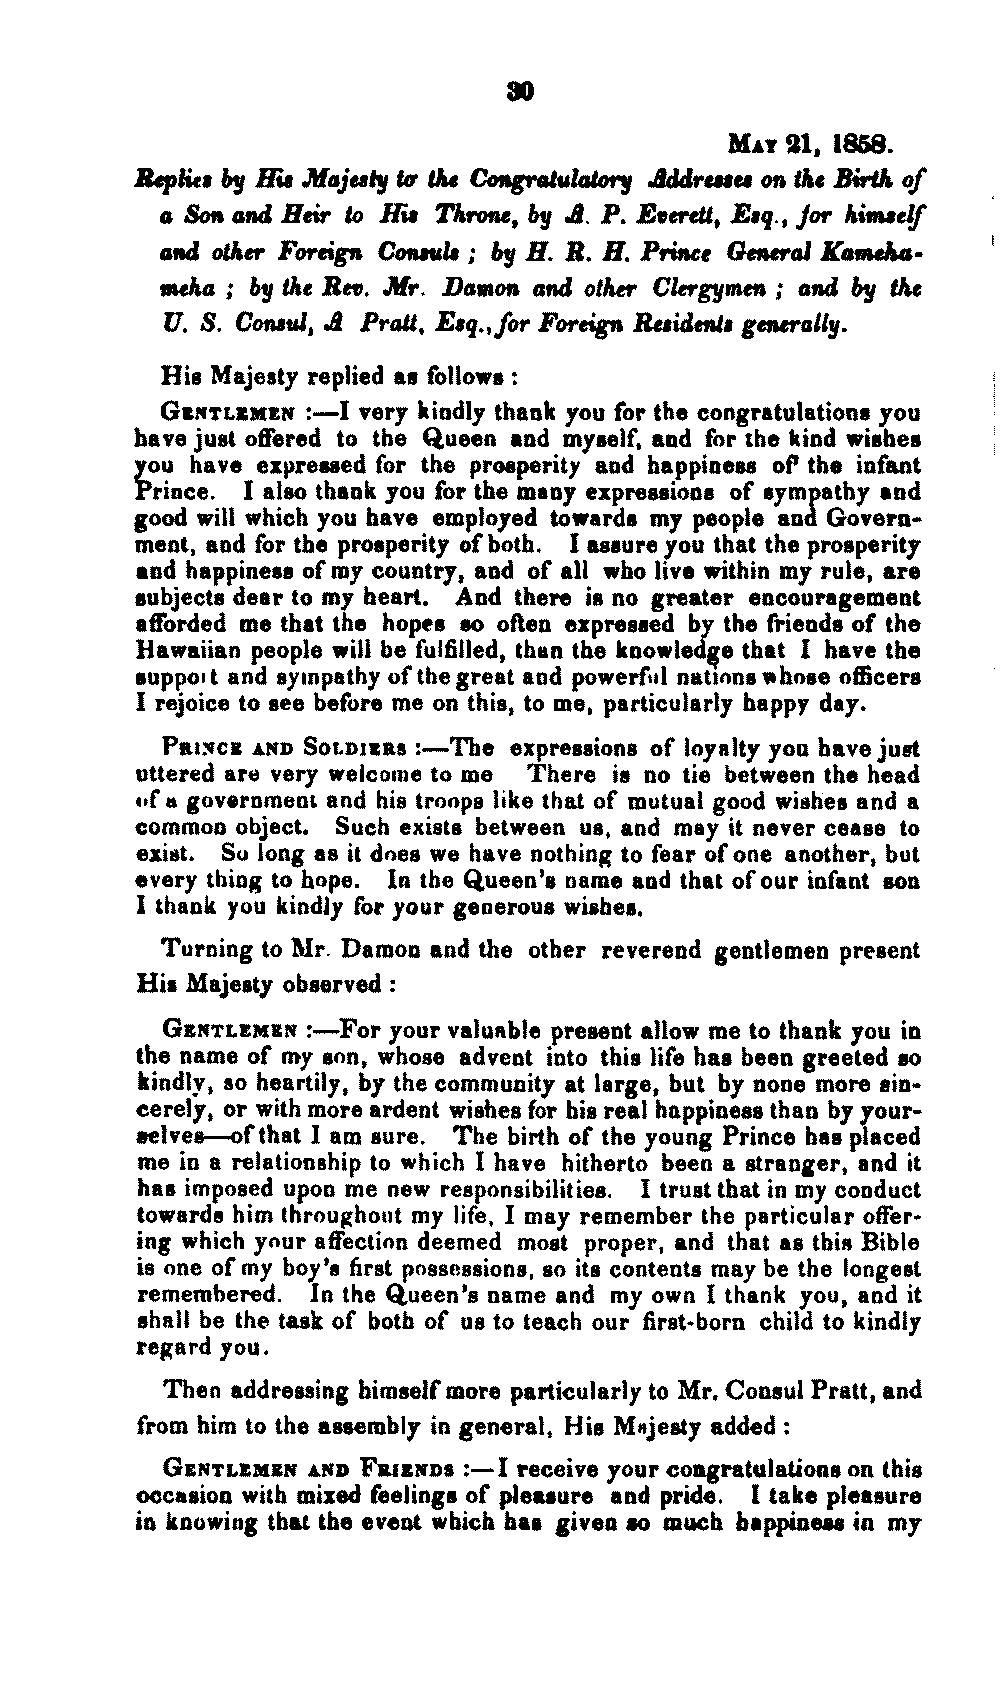 30
MAY 21, 1858.
Replies by His Majesty to the Congratulatory Addresses on the Birth of
a Son and Heir to His Throne, by A. P. Everett, Esq., for himself
and other Foreign Consuls ; by H. R. H. Prince General Kameha-
meha ; by the Rev. Mr. Damon and other Clergymen ; and by the
U. S. Consul, A Pratt, Esq., for Foreign Residents generally.
His Majesty replied as follows :
GENTLEMEN :—I very kindly thank you for the congratulations you
have just offered to the Queen and myself, and for the kind wishes
you have expressed for the prosperity and happiness of the infant
Prince. I also thank you for the many expressions of sympathy and
good will which you have employed towards my people and Govern-
ment, and for the prosperity of both. I assure you that the prosperity
and happiness of my country, and of all who live within my rule, are
subjects dear to my heart. And there is no greater encouragement
afforded me that the hopes so often expressed by the friends of the
Hawaiian people will be fulfilled, than the knowledge that I have the
support and sympathy of the great and powerful nations whose officers
I rejoice to see before me on this, to me, particularly happy day.
PRINCE AND SOLDIERS :—The expressions of loyalty you have just
uttered are very welcome to me There is no tie between the head
of a government and his troops like that of mutual good wishes and a
common object. Such exists between us, and may it never cease to
exist. So long as it does we have nothing to fear of one another, but
every thing to hope. In the Queen's name and that of our infant son
I thank you kindly for your generous wishes.
Turning to Mr. Damon and the other reverend gentlemen present
His Majesty observed :
GENTLEMEN :—For your valuable present allow me to thank you in
the name of my son, whose advent into this life has been greeted so
kindly, so heartily, by the community at large, but by none more sin-
cerely, or with more ardent wishes for his real happiness than by your-
selves—of that I am sure. The birth of the young Prince has placed
me in a relationship to which I have hitherto been a stranger, and it
has imposed upon me new responsibilities. I trust that in my conduct
towards him throughout my life, I may remember the particular offer-
ing which your affection deemed most proper, and that as this Bible
is one of my boy's first possessions, so its contents may be the longest
remembered. In the Queen's name and my own I thank you, and it
shall be the task of both of us to teach our first-born child to kindly
regard you.
Then addressing himself more particularly to Mr. Consul Pratt, and
from him to the assembly in general, His Majesty added :
GENTLEMEN AND FRIENDS :—I receive your congratulations on this
occasion with mixed feelings of pleasure and pride. I take pleasure
in knowing that the event which has given so much happiness in my